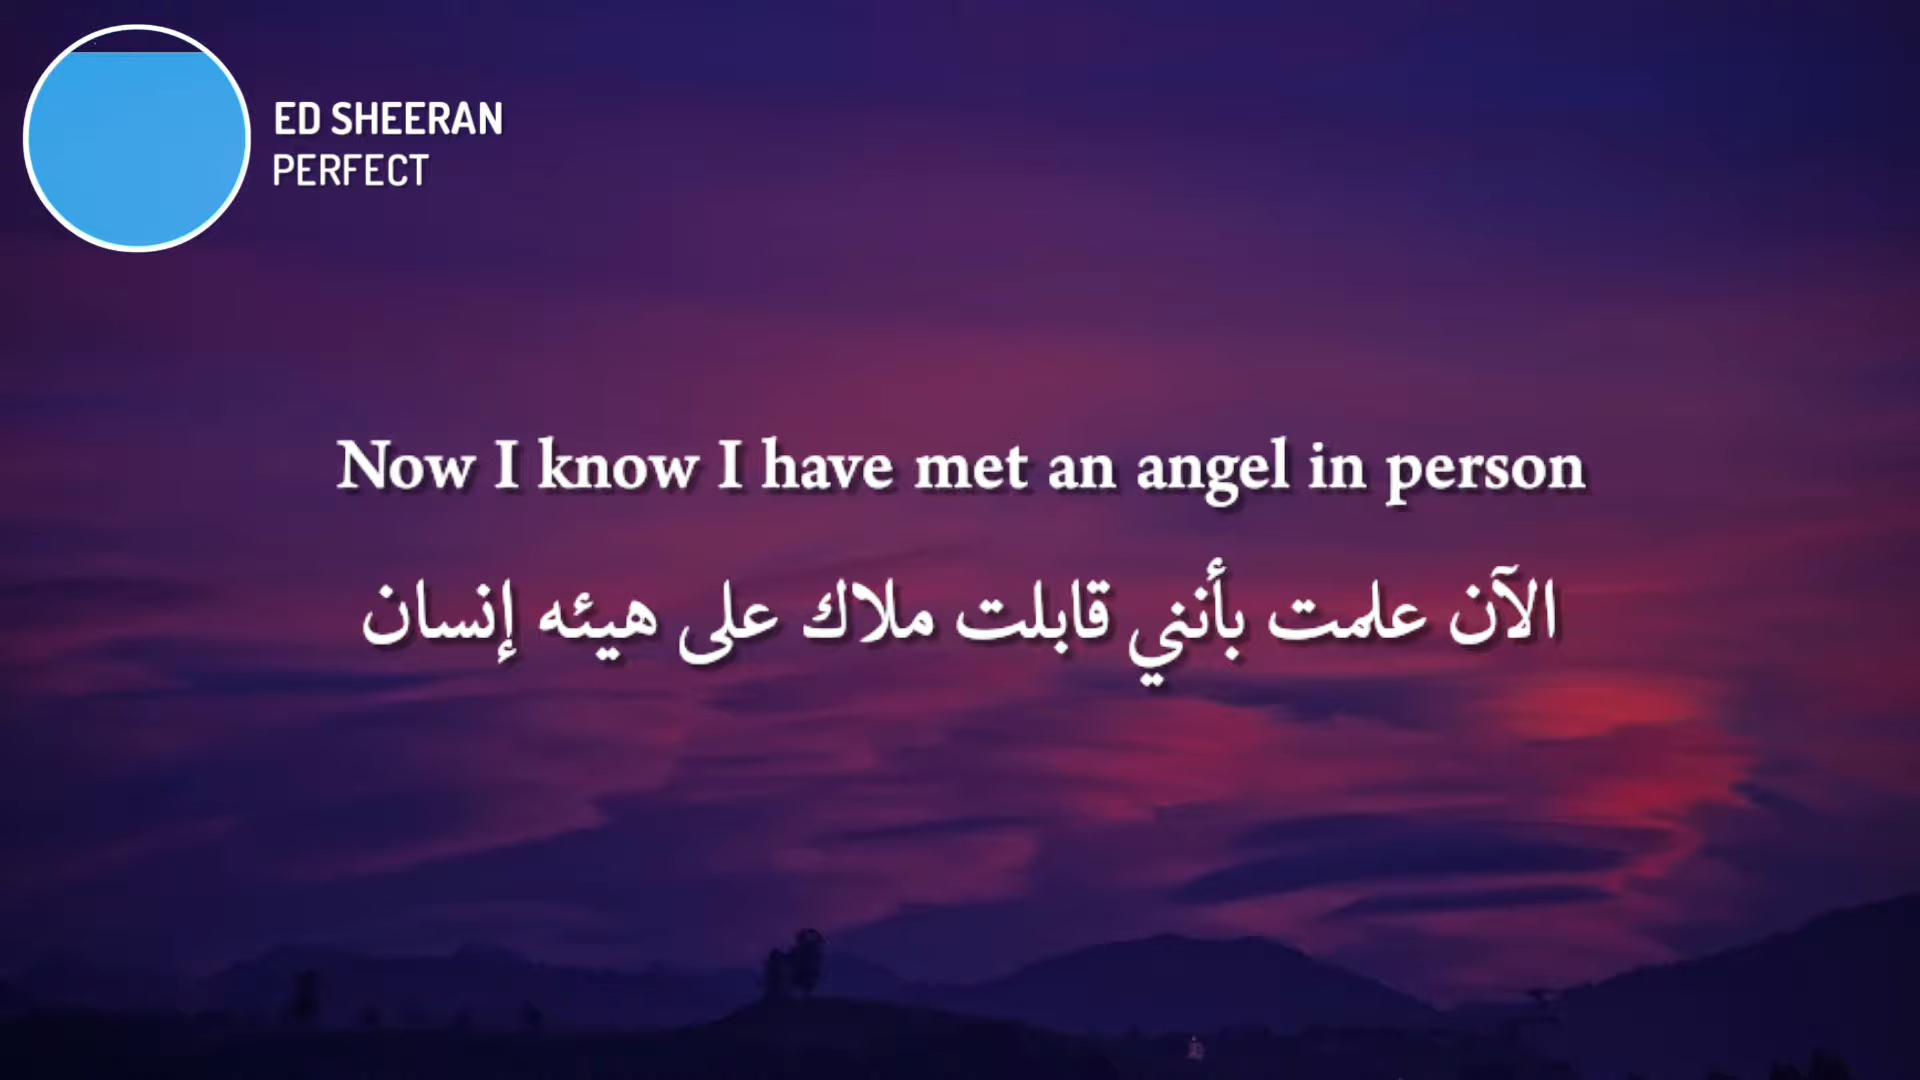 ED SHEERAN
PERFECT
Now I know I have met an angel in person
الآن علمت بأنني قابلت ملاك على هيئه إنسان